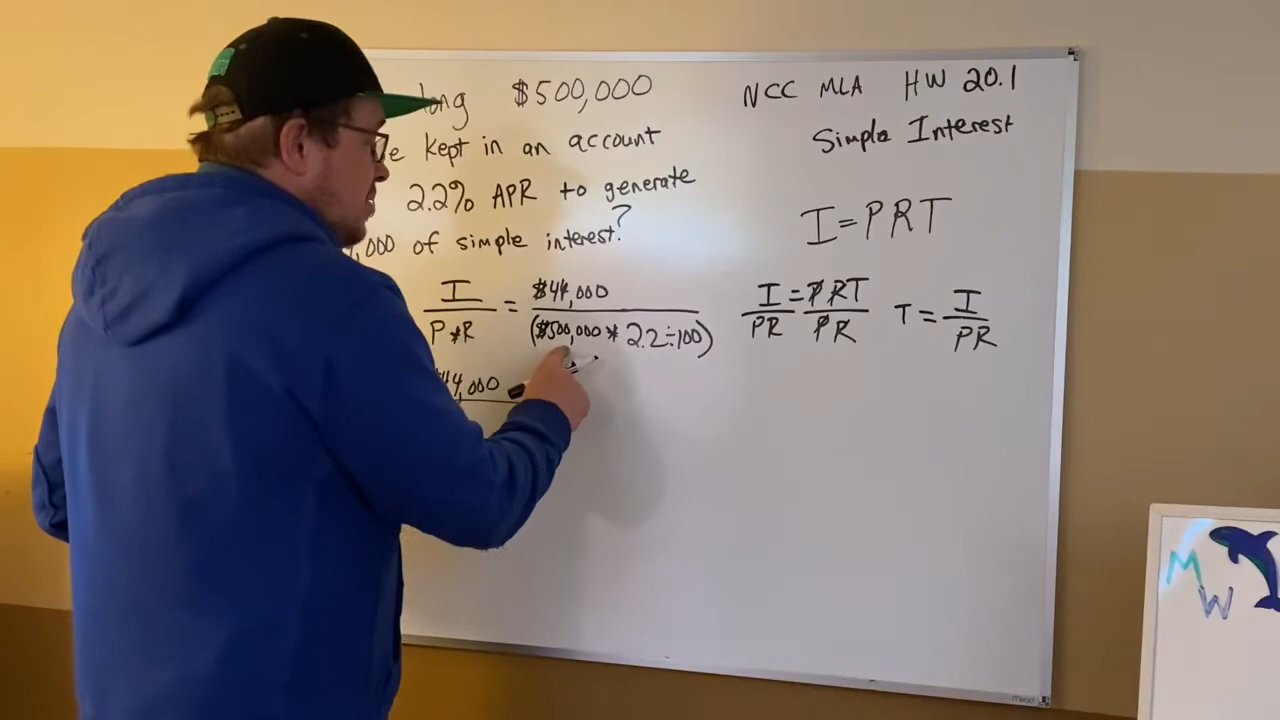 $500,000
kept in an account
2.2% APR to generate
,000 of simple interest?
I / P*R = $44,000 / ($500,000 * 2.2÷100)
44,000
NCC MLA HW 20.1
Simple Interest
I=PRT
I/PR = PRT/PR T = I/PR
mead
M
W